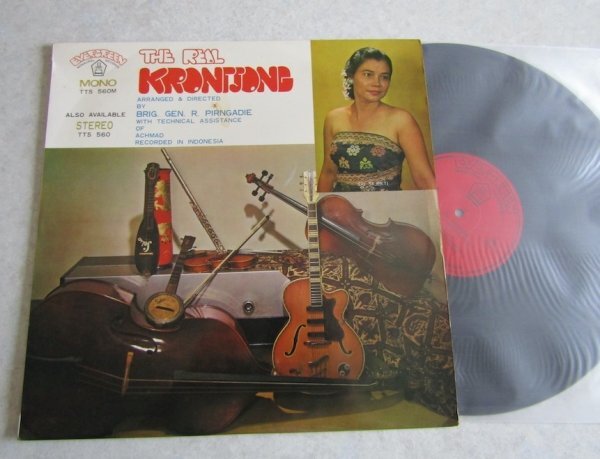 EVERGREEN
MONO
TTS 560M
ALSO AVAILABLE
STEREO
TTS 560
THE REAL
KRONTJONG
ARRANGED & DIRECTED
BY
BRIG. GEN. R. PIRNGADIE
WITH TECHNICAL ASSISTANCE
OF
ACHMAD
RECORDED IN INDONESIA